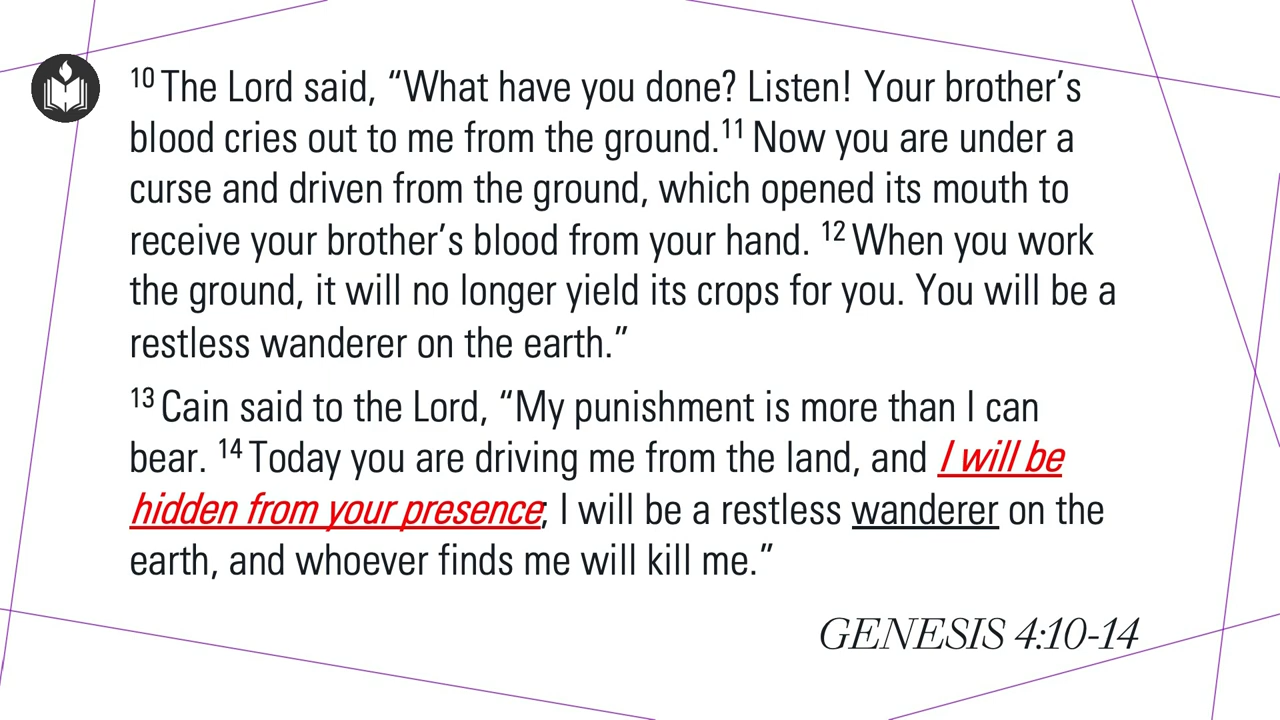 10 The Lord said, “What have you done? Listen! Your brother’s
blood cries out to me from the ground.11 Now you are under a
curse and driven from the ground, which opened its mouth to
receive your brother’s blood from your hand. 12 When you work
the ground, it will no longer yield its crops for you. You will be a
restless wanderer on the earth.”
13 Cain said to the Lord, “My punishment is more than I can
bear. 14 Today you are driving me from the land, and I will be
hidden from your presence; I will be a restless wanderer on the
earth, and whoever finds me will kill me.”
GENESIS 4:10-14